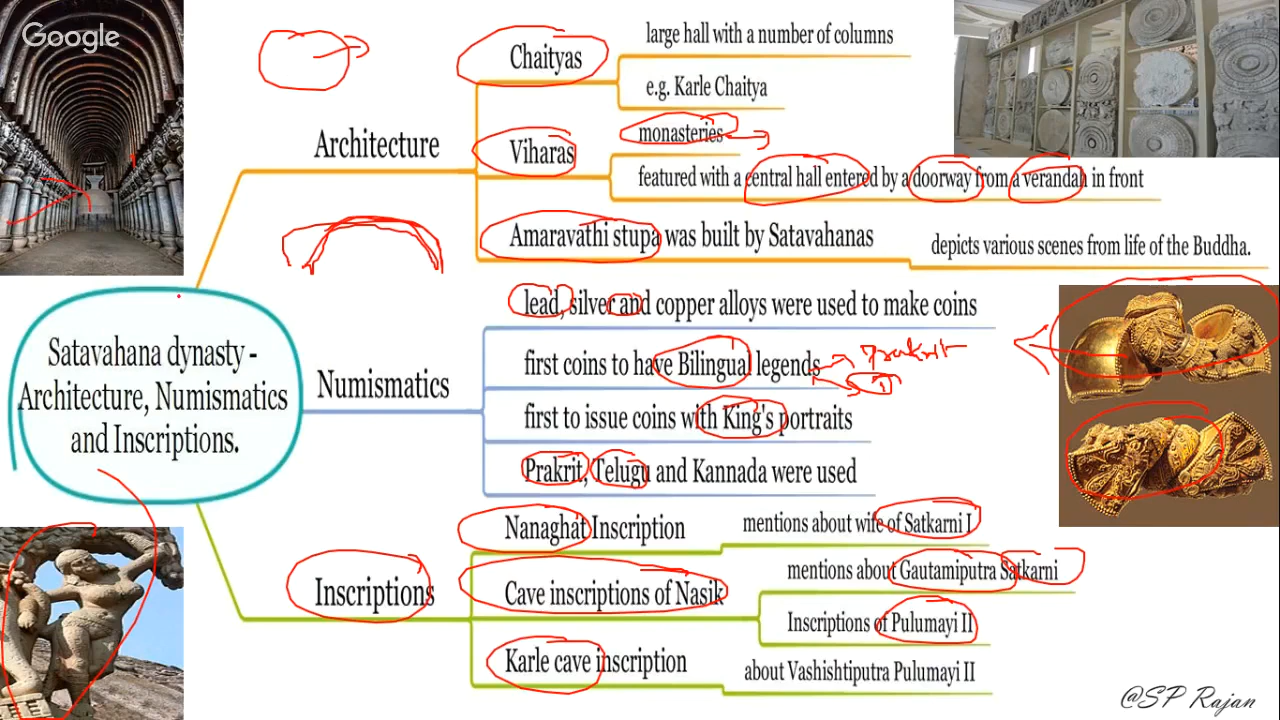 Google
Chaityas
large hall with a number of columns
e.g. Karle Chaitya
Architecture
Viharas
monasteries
featured with a central hall entered by a doorway from a verandah in front
Amaravathi stupa was built by Satavahanas
depicts various scenes from life of the Buddha.
Satavahana dynasty -
Architecture, Numismatics
and Inscriptions.
Numismatics
lead, silver and copper alloys were used to make coins
first coins to have Bilingual legends
Prakrit
first to issue coins with King's portraits
Prakrit, Telugu and Kannada were used
Inscriptions
Nanaghat Inscription
mentions about wife of Satkarni I
Cave inscriptions of Nasik
mentions about Gautamiputra Satkarni
Inscriptions of Pulumayi II
Karle cave inscription
about Vashishtiputra Pulumayi II
@SP Rajan